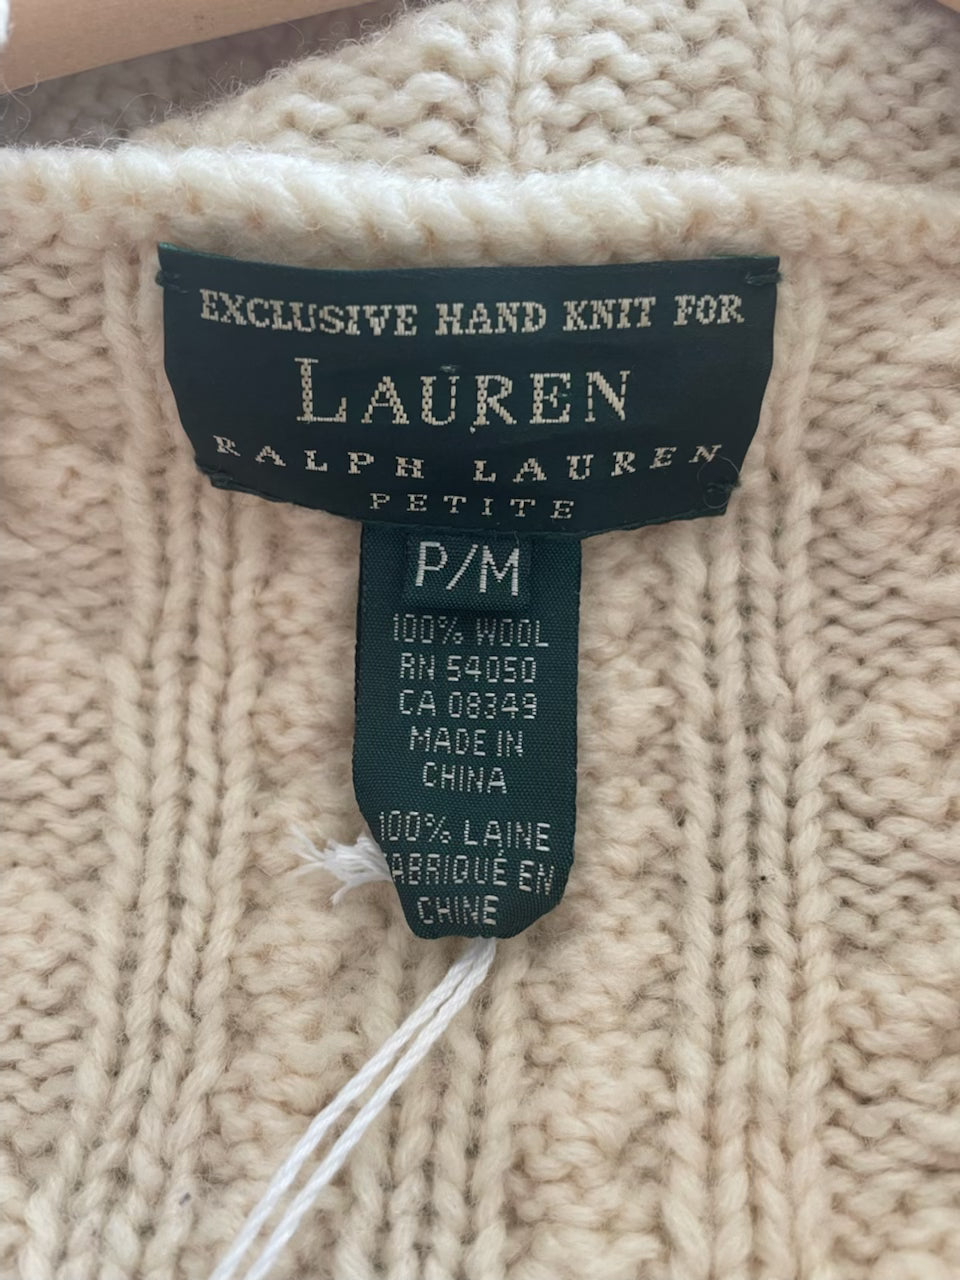 EXCLUSIVE HAND KNIT FOR
LAUREN
RALPH LAUREN
PETITE
P/M
100% WOOL
RN 54050
CA 08349
MADE IN
CHINA
100% LAINE
FABRIQUÉ EN
CHINE